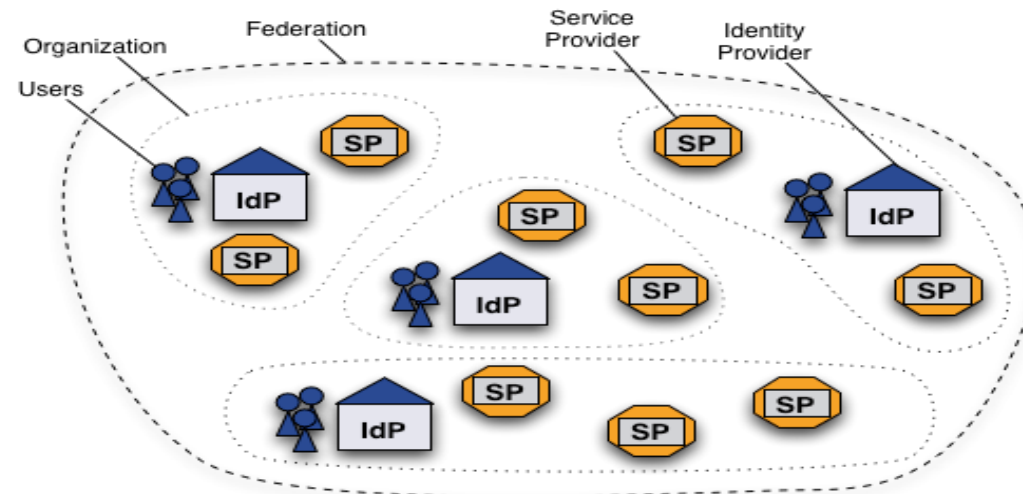 Organization
Federation
Service
Provider
Identity
Provider
Users
SP
SP
IdP
SP
IdP
SP
IdP
SP
SP
SP
IdP
SP
SP